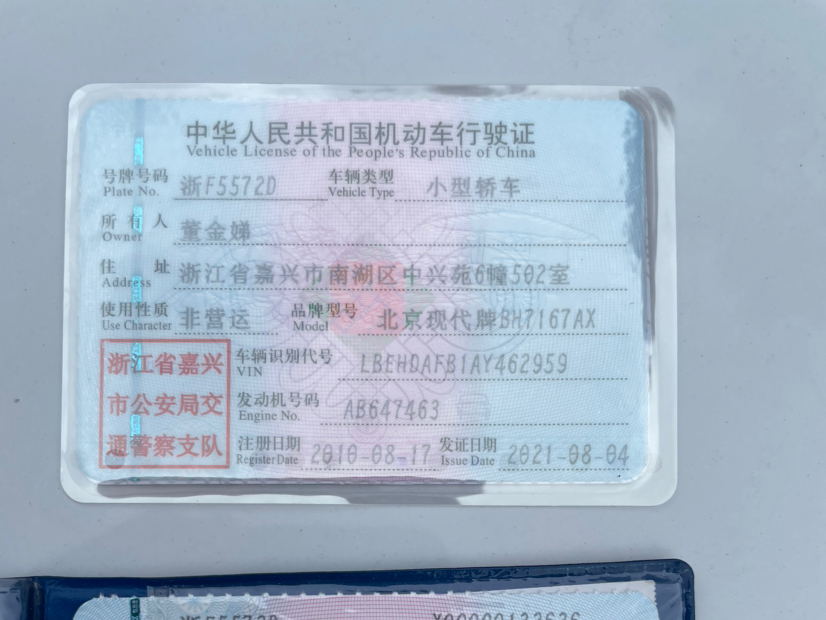 中华人民共和国机动车行驶证
Vehicle License of the People's Republic of China
号牌号码 浙F5572D 车辆类型 小型轿车
Plate No. Vehicle Type
所有人 董金娣
Owner
住址 浙江省嘉兴市南湖区中兴苑6幢502室
Address
使用性质 非营运 品牌型号 北京现代牌BH7167AX
Use Character Model
浙江省嘉兴
市公安局交
通警察支队
车辆识别代号 LBEHDAFB1AY462959
VIN
发动机号码 AB647463
Engine No.
注册日期 2010-08-17 发证日期 2021-08-04
Register Date Issue Date
浙F5572D